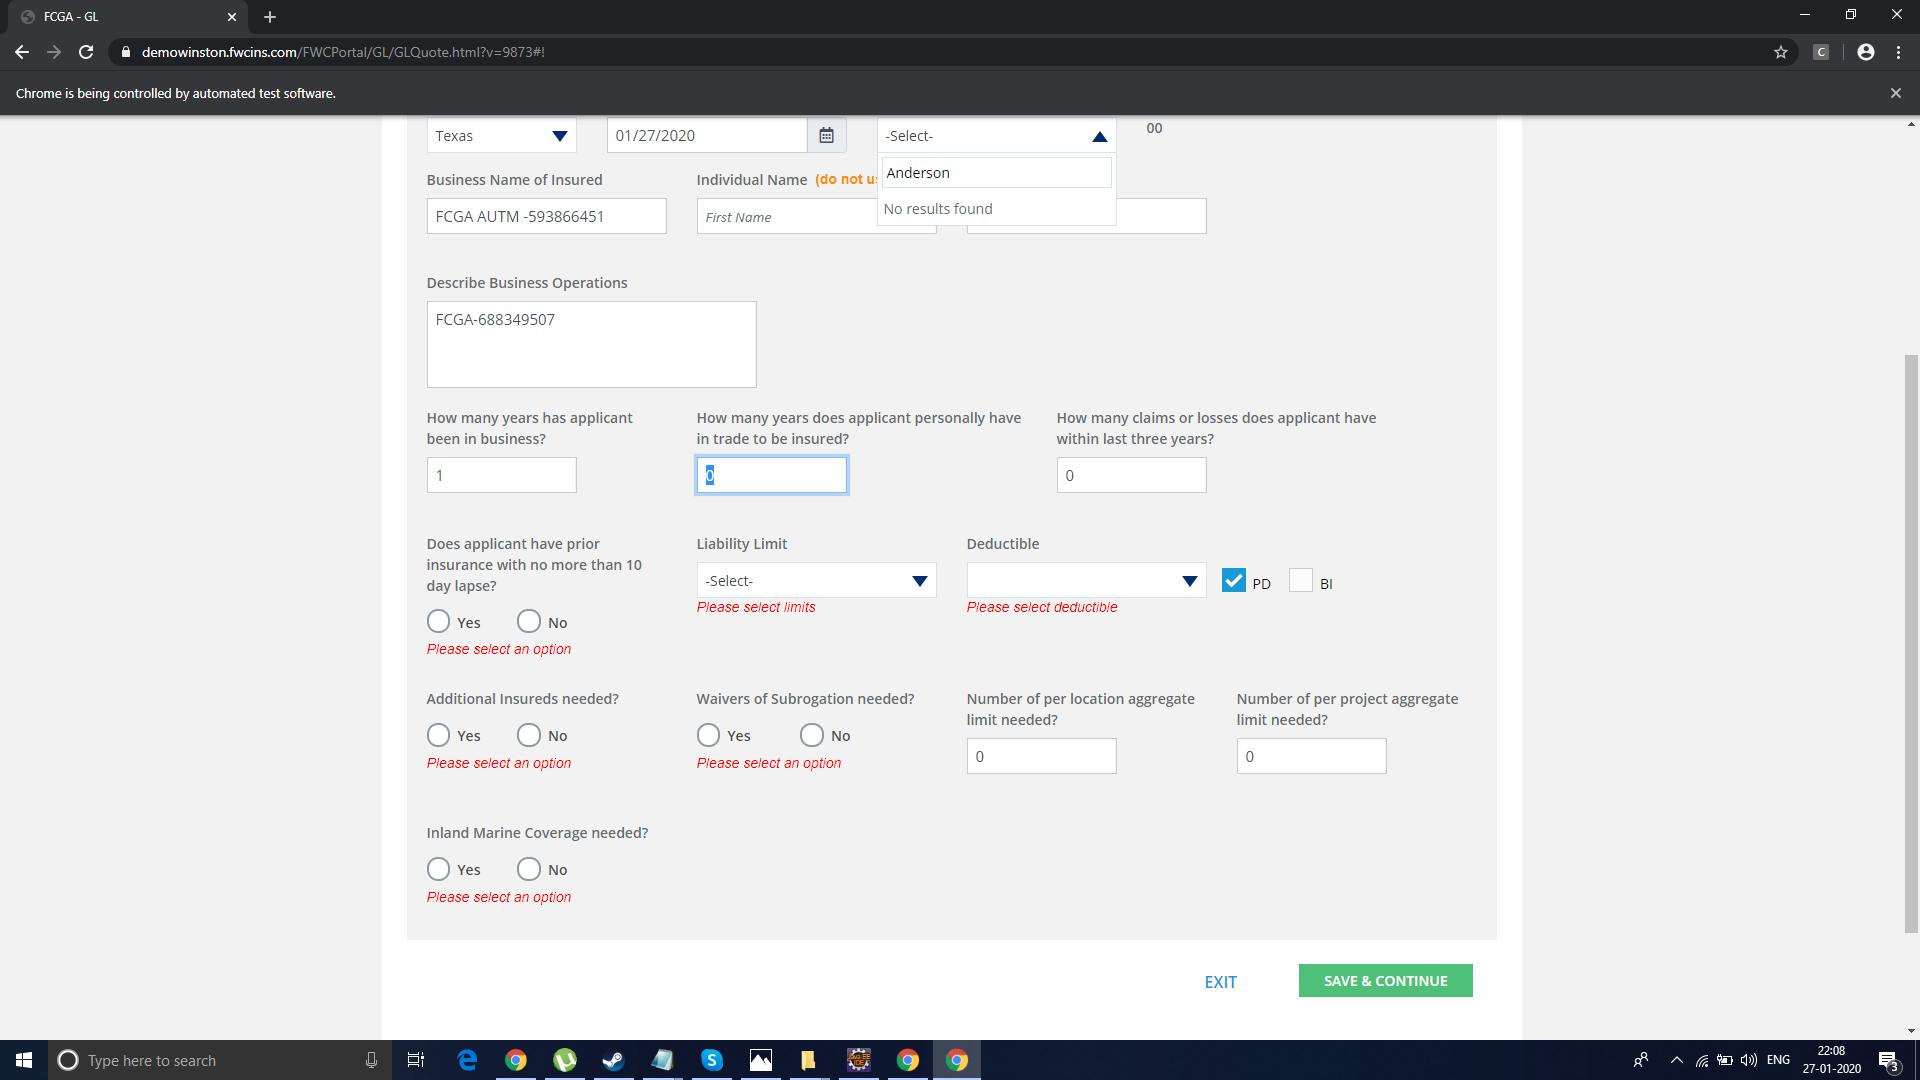 FCGA - GL
demowinston.fwcins.com/FWCPortal/GL/GLQuote.html?v=9873#!
C
Chrome is being controlled by automated test software.
Texas
01/27/2020
-Select-
00
Anderson
No results found
Business Name of Insured
Individual Name (do not u
FCGA AUTM -593866451
First Name
Describe Business Operations
FCGA-688349507
How many years has applicant
been in business?
How many years does applicant personally have
in trade to be insured?
How many claims or losses does applicant have
within last three years?
1
0
0
Does applicant have prior
insurance with no more than 10
day lapse?
Liability Limit
Deductible
-Select-
PD
BI
Please select limits
Please select deductible
Yes
No
Please select an option
Additional Insureds needed?
Waivers of Subrogation needed?
Number of per location aggregate
limit needed?
Number of per project aggregate
limit needed?
Yes
No
Yes
No
0
0
Please select an option
Please select an option
Inland Marine Coverage needed?
Yes
No
Please select an option
EXIT
SAVE & CONTINUE
Type here to search
ENG
22:08
27-01-2020
3